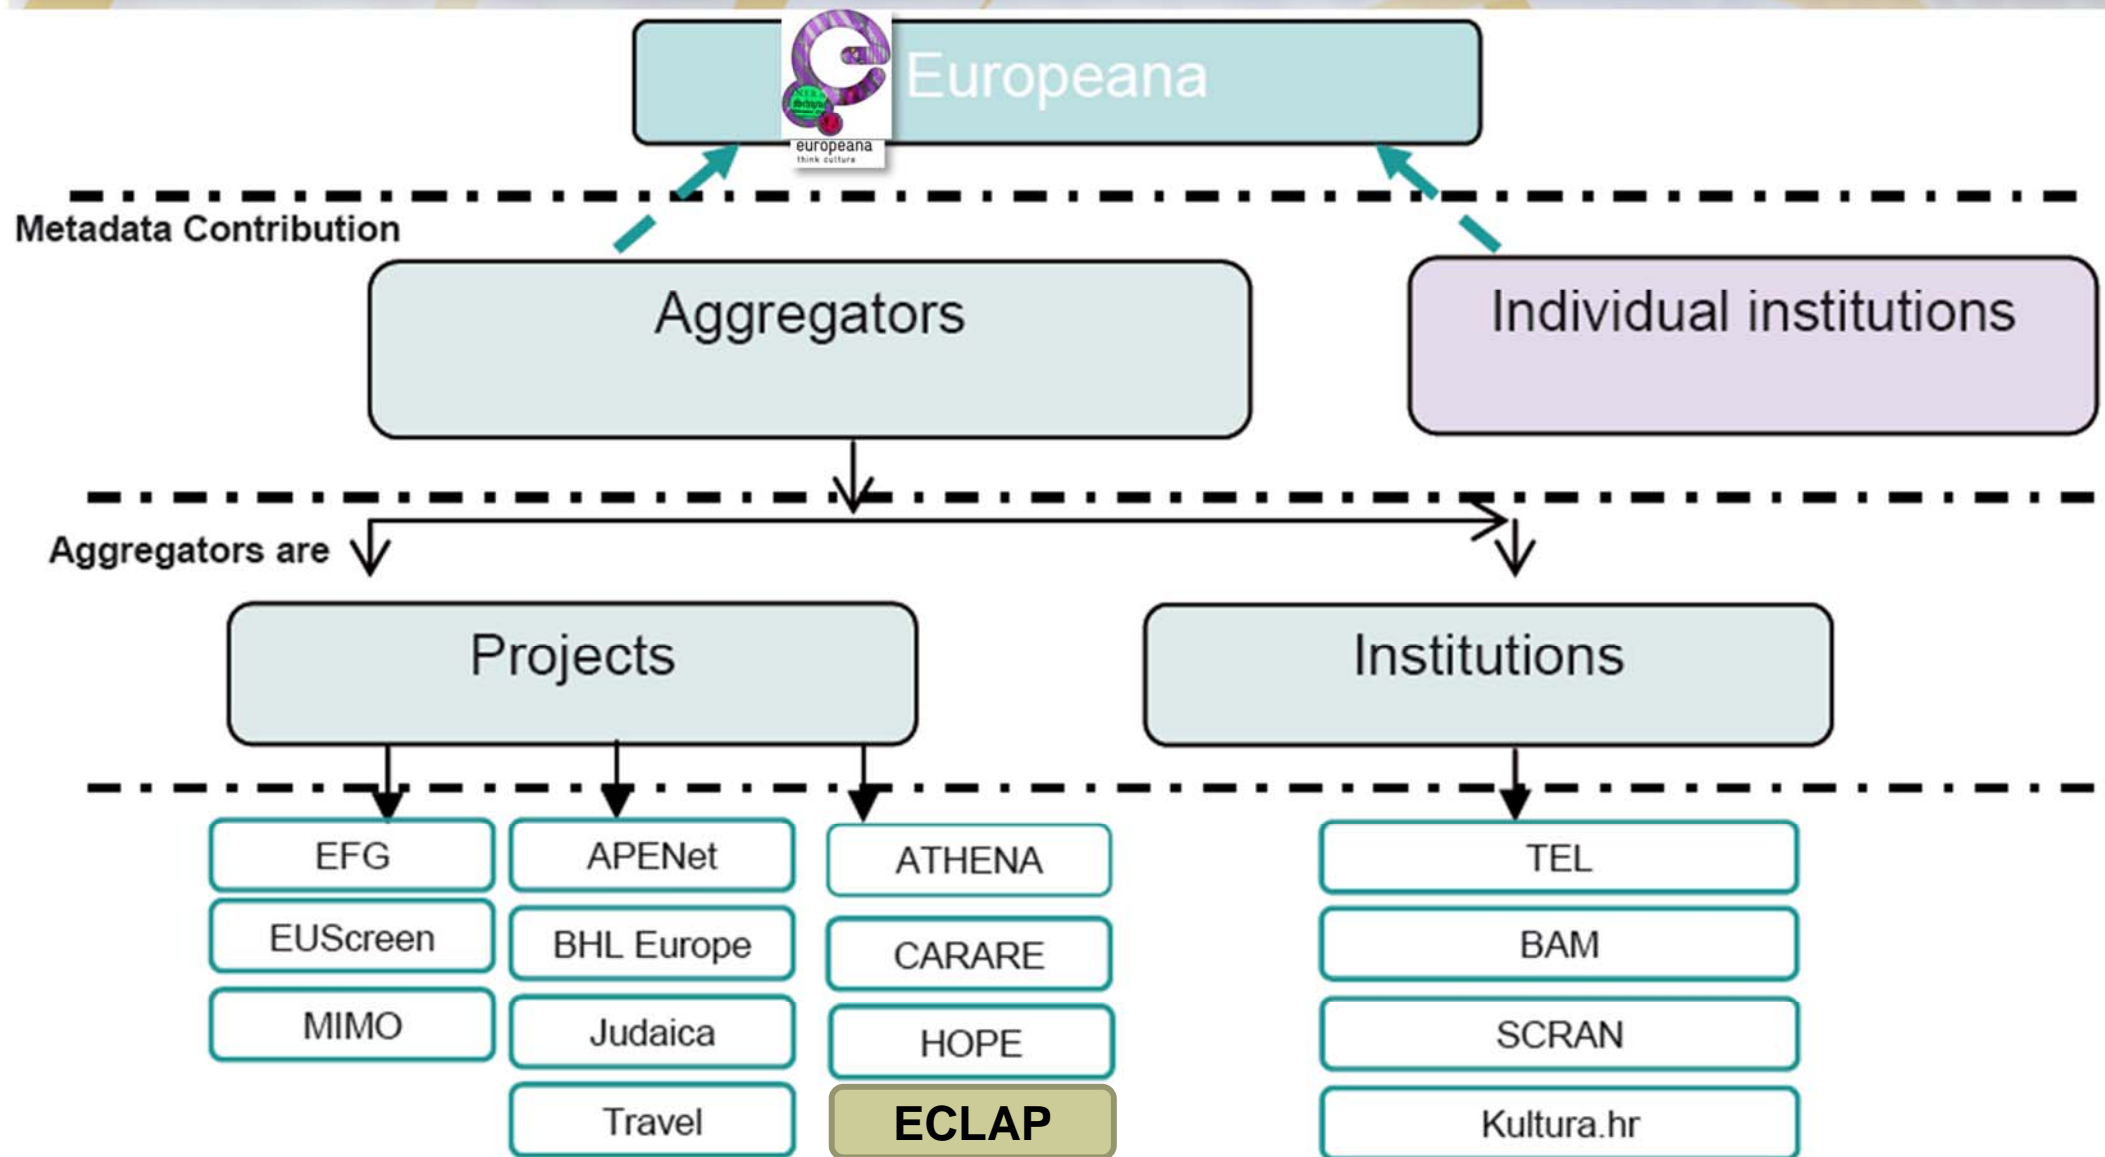 Europeana
europeana
think culture
Metadata Contribution
Aggregators
Individual institutions
Aggregators are
Projects
Institutions
EFG
APENet
ATHENA
TEL
EUScreen
BHL Europe
CARARE
BAM
MIMO
Judaica
HOPE
SCRAN
Travel
ECLAP
Kultura.hr